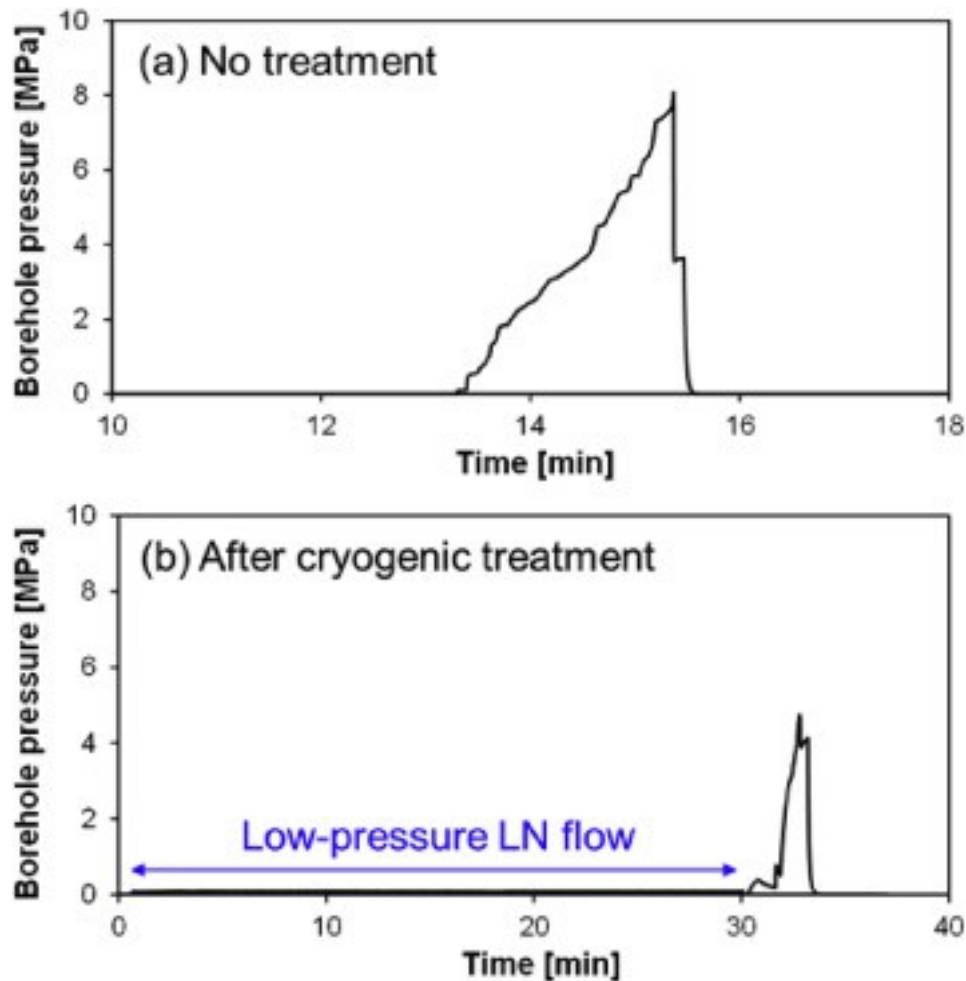 (a) No treatment
Borehole pressure [MPa]
10
8
6
4
2
0
10 12 14 16 18
Time [min]
(b) After cryogenic treatment
Borehole pressure [MPa]
10
8
6
4
2
0
Low-pressure LN flow
0 10 20 30 40
Time [min]